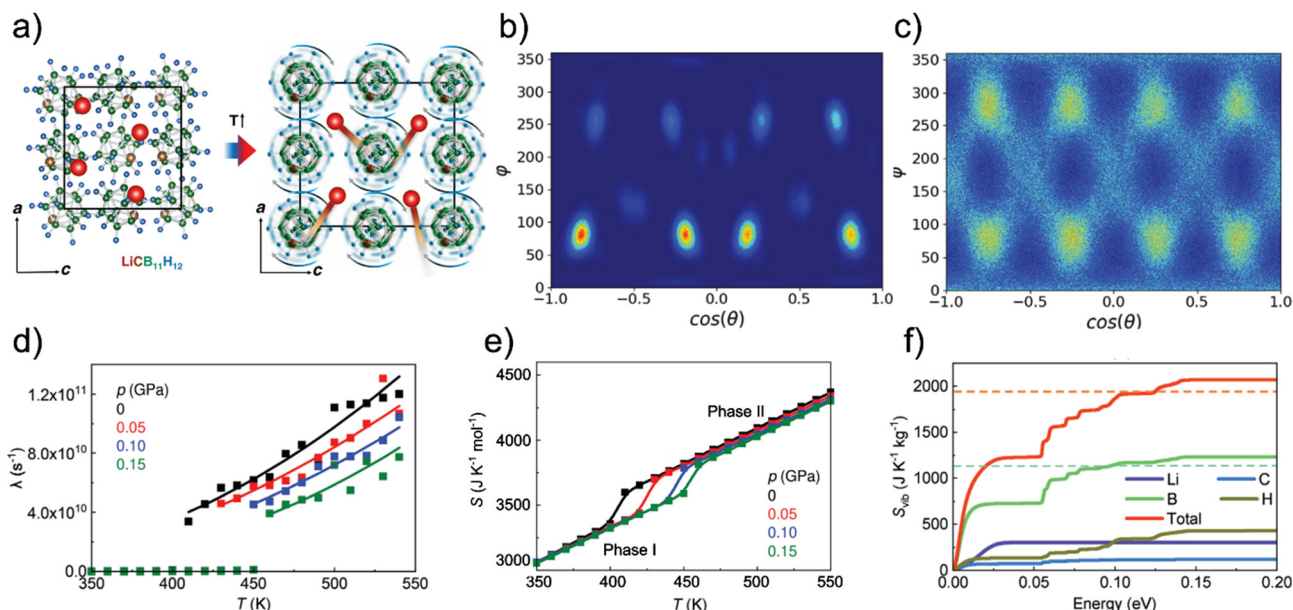 a)
T↑
a
c
LiCB₁₁H₁₂
a
c
b)
350
300
250
200
φ
150
100
50
0
-1.0 -0.5 0.0 0.5 1.0
cos(θ)
c)
350
300
250
200
φ
150
100
50
0
-1.0 -0.5 0.0 0.5 1.0
cos(θ)
d)
p (GPa)
0
0.05
0.10
0.15
1.2x10¹¹
8.0x10¹⁰
4.0x10¹⁰
0.0
λ (s⁻¹)
350 400 450 500 550
T (K)
e)
4500
4000
3500
3000
S (J K⁻¹ mol⁻¹)
Phase II
p (GPa)
0
0.05
0.10
0.15
Phase I
350 400 450 500 550
T (K)
f)
2000
1500
1000
500
0
S_vib (J K⁻¹ kg⁻¹)
Li C
B H
Total
0.00 0.05 0.10 0.15 0.20
Energy (eV)